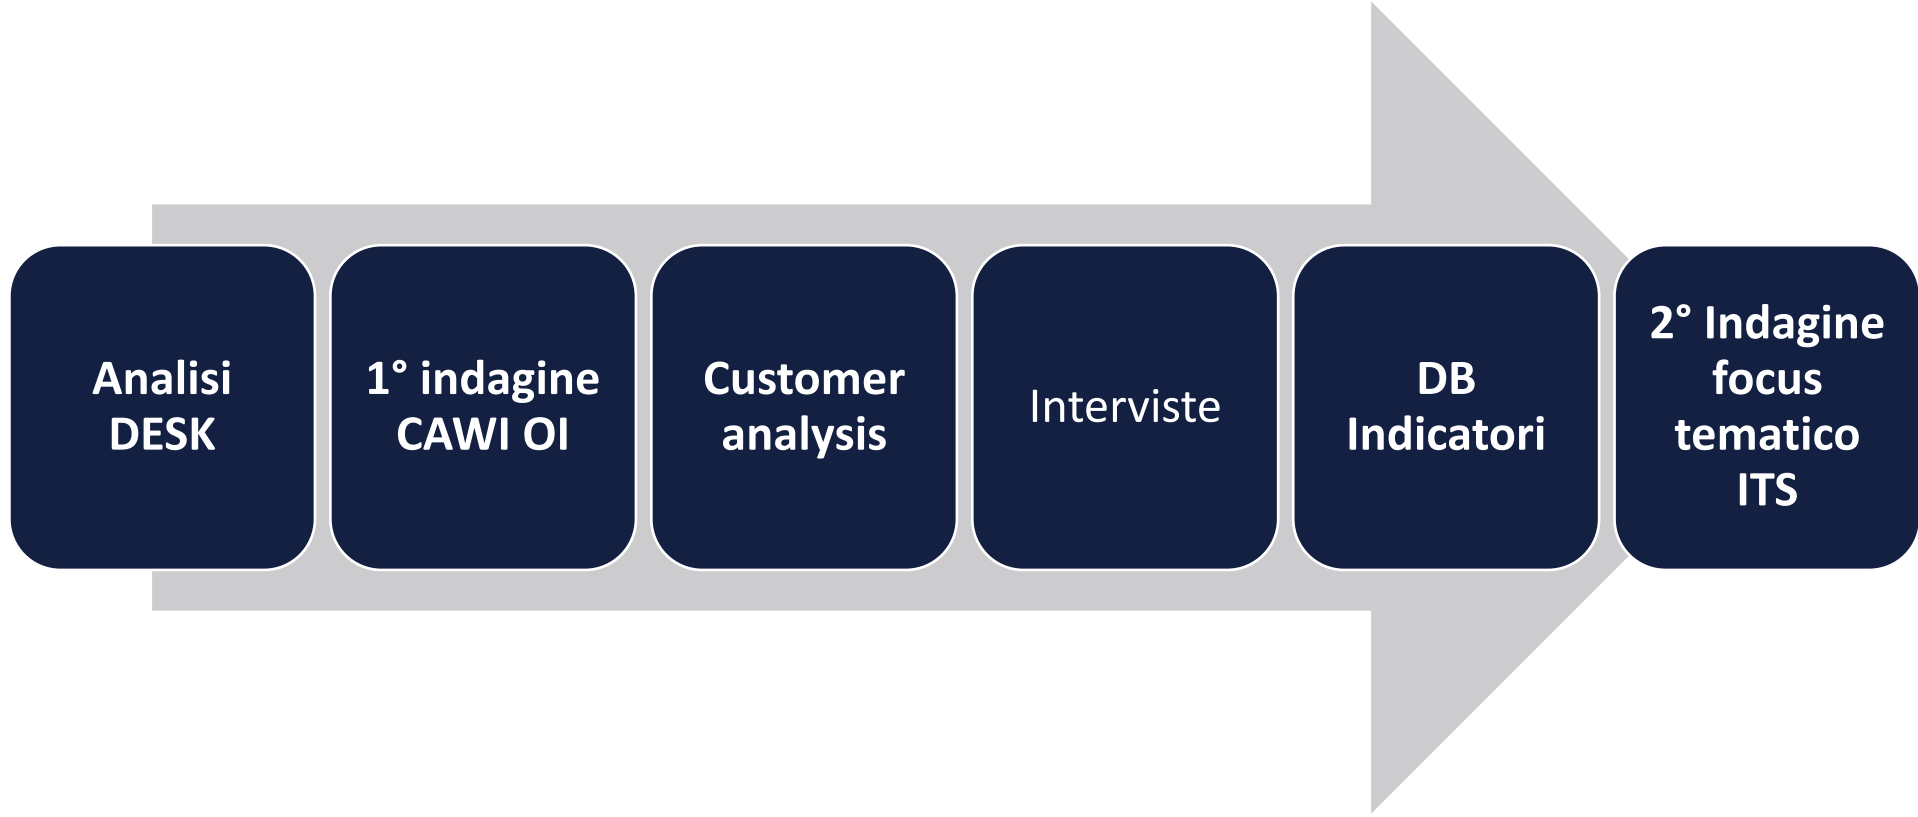 Analisi
DESK
1° indagine
CAWI OI
Customer
analysis
Interviste
DB
Indicatori
2° Indagine
focus
tematico
ITS